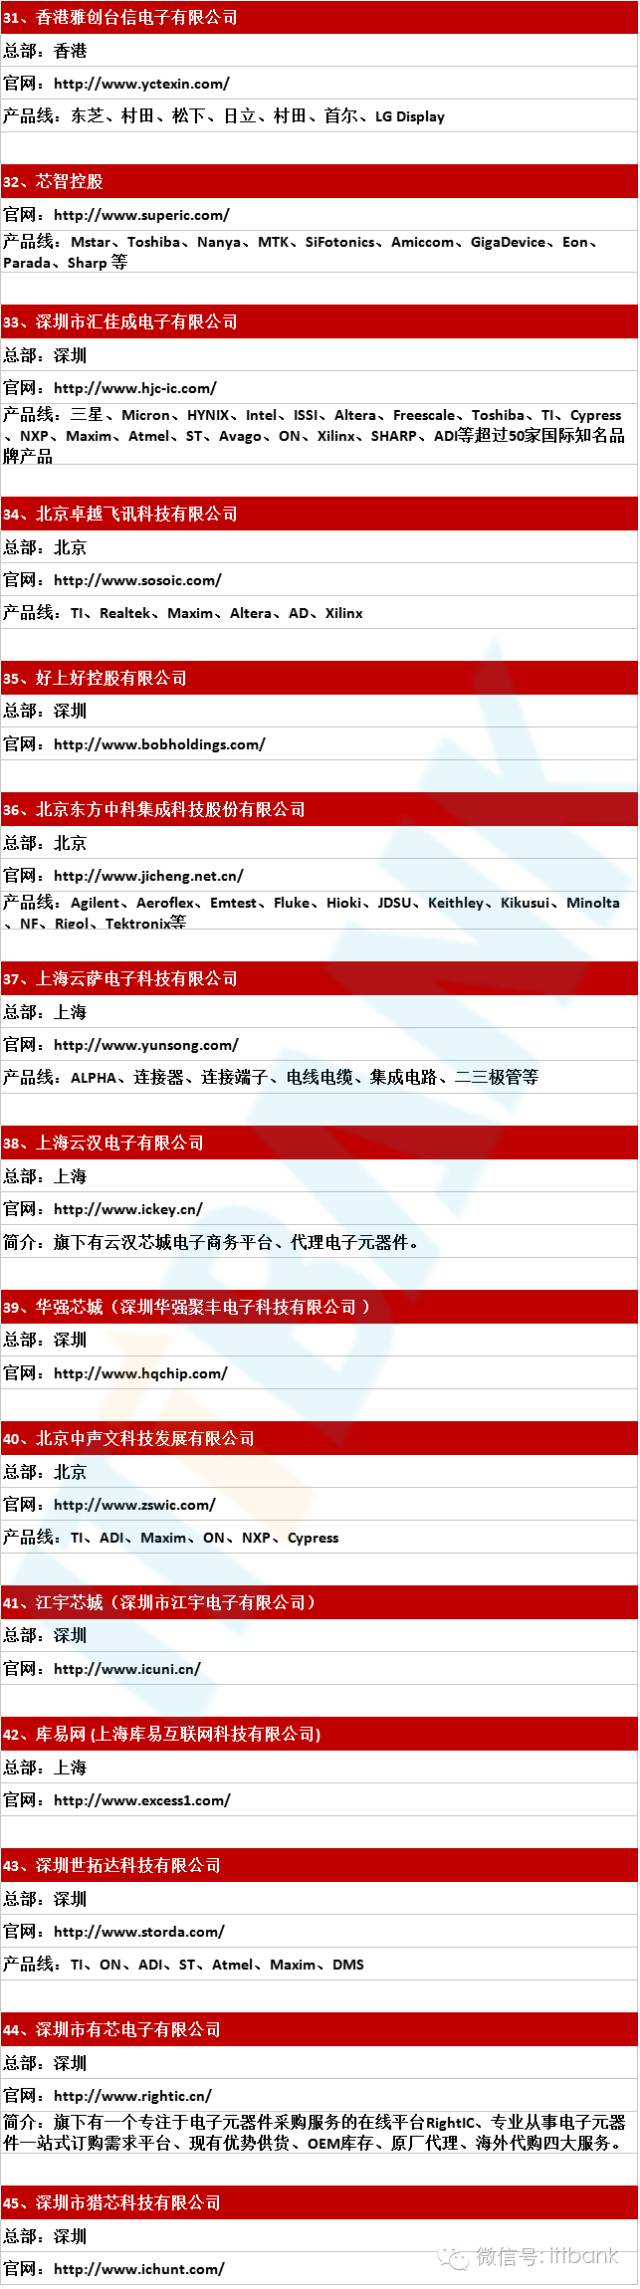 31、香港雅创台信电子有限公司
总部：香港
官网：http://www.yctexin.com/
产品线：东芝、村田、松下、日立、村田、首尔、LG Display
32、芯智控股
官网：http://www.superic.com/
产品线：Mstar、Toshiba、Nanya、MTK、SiFotonics、Amiccom、GigaDevice、Eon、
Parada、Sharp 等
33、深圳市汇佳成电子有限公司
总部：深圳
官网：http://www.hjc-ic.com/
产品线：三星、Micron、HYNIX、Intel、ISSI、Altera、Freescale、Toshiba、TI、Cypress
、NXP、Maxim、Atmel、ST、Avago、ON、Xilinx、SHARP、ADI等超过50家国际知名品
牌产品
34、北京卓越飞讯科技有限公司
总部：北京
官网：http://www.sosoic.com/
产品线：TI、Realtek、Maxim、Altera、AD、Xilinx
35、好上好控股有限公司
总部：深圳
官网：http://www.bobholdings.com/
36、北京东方中科集成科技股份有限公司
总部：北京
官网：http://www.jicheng.net.cn/
产品线：Agilent、Aeroflex、Emtest、Fluke、Hioki、JDSU、Keithley、Kikusui、Minolta
、NF、Rigol、Tektronix等
37、上海云萨电子科技有限公司
总部：上海
官网：http://www.yunsong.com/
产品线：ALPHA、连接器、连接端子、电线电缆、集成电路、二三极管等
38、上海云汉电子有限公司
总部：上海
官网：http://www.ickey.cn/
简介：旗下有云汉芯城电子商务平台、代理电子元器件。
39、华强芯城（深圳华强聚丰电子科技有限公司 ）
总部：深圳
官网：http://www.hqchip.com/
40、北京中声文科技发展有限公司
总部：北京
官网：http://www.zswic.com/
产品线：TI、ADI、Maxim、ON、NXP、Cypress
41、江宇芯城（深圳市江宇电子有限公司）
总部：深圳
官网：http://www.icuni.cn/
42、库易网 (上海库易互联网科技有限公司)
总部：上海
官网：http://www.excess1.com/
43、深圳世拓达科技有限公司
总部：深圳
官网：http://www.storda.com/
产品线：TI、ON、ADI、ST、Atmel、Maxim、DMS
44、深圳市有芯电子有限公司
总部：深圳
官网：http://www.rightic.cn/
简介：旗下有一个专注于电子元器件采购服务的在线平台RightIC、专业从事电子元器
件一站式订购需求平台、现有优势供货、OEM库存、原厂代理、海外代购四大服务。
45、深圳市猎芯科技有限公司
总部：深圳
官网：http://www.ichunt.com/
微信号: ittbank
ITTBANK